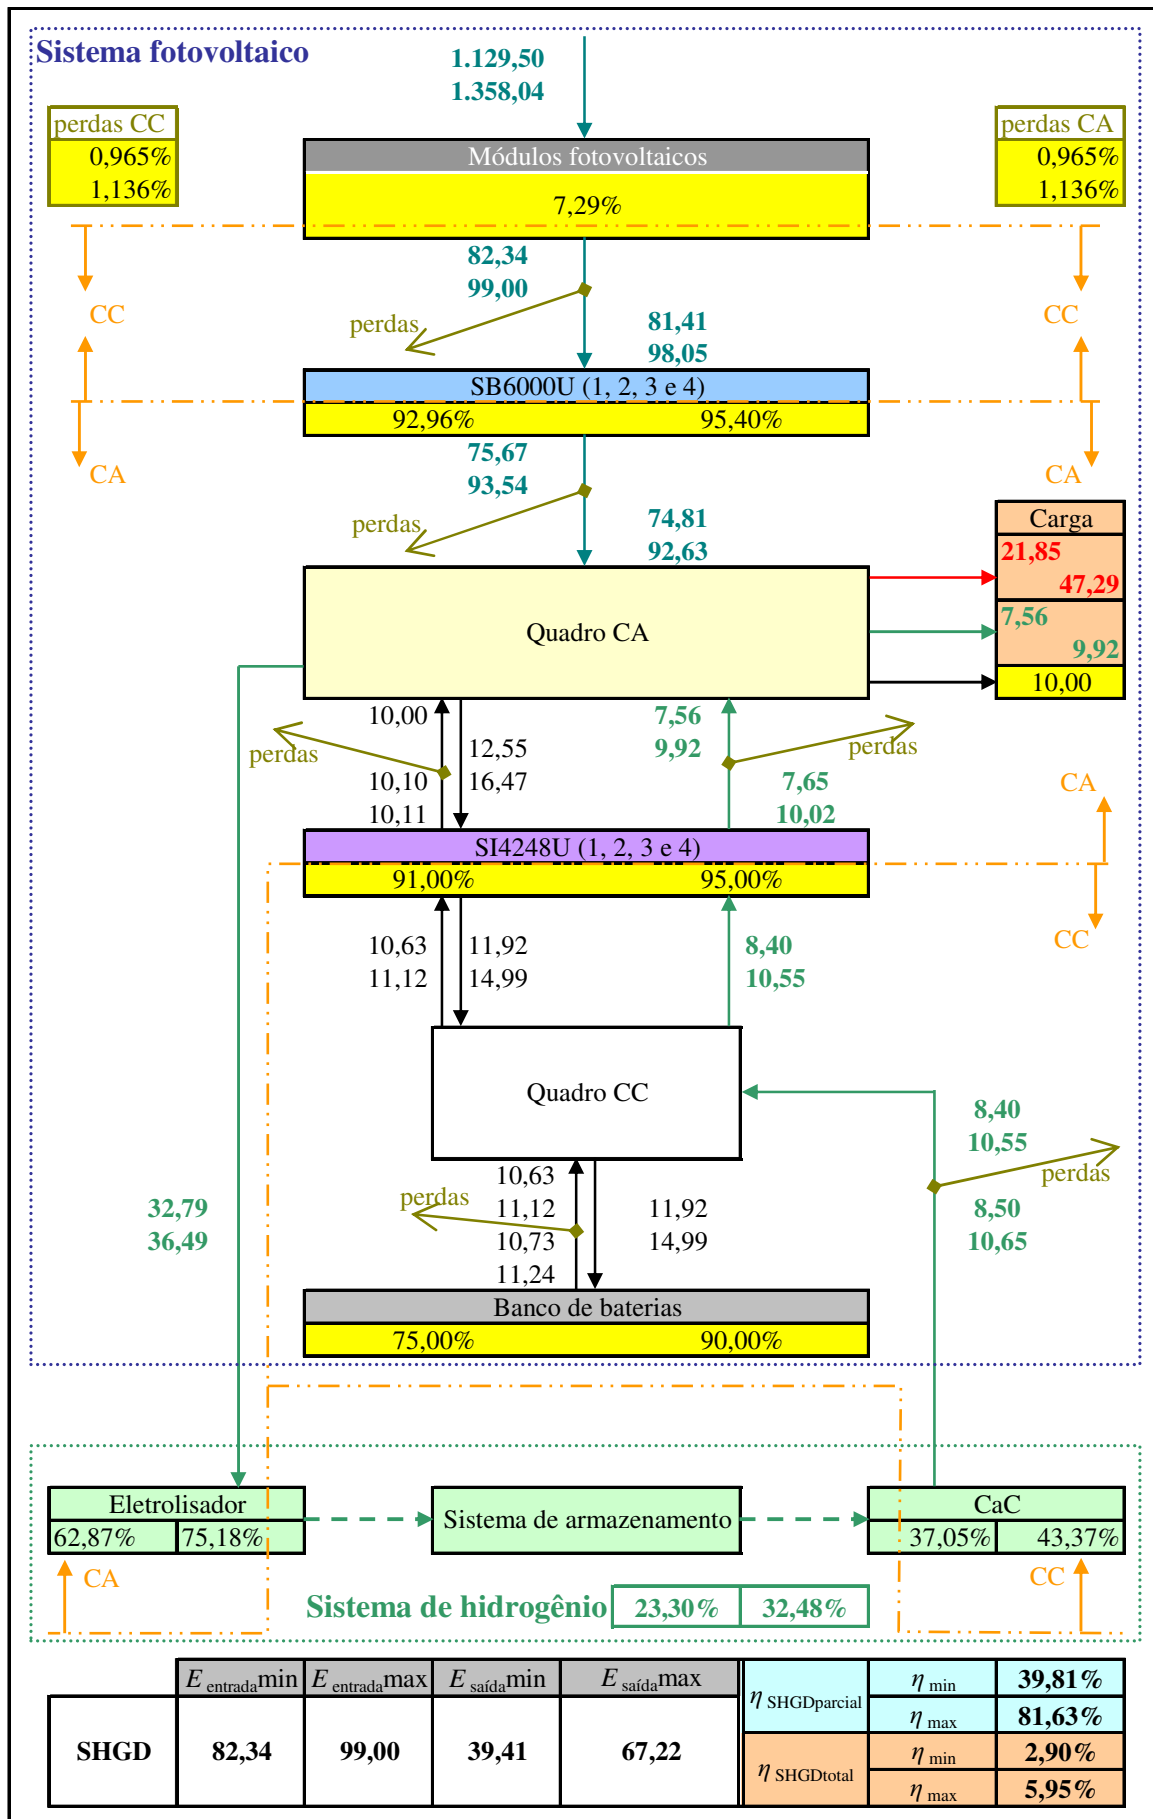 Sistema fotovoltaico
1.129,50
1.358,04
perdas CC
0,965%
1,136%
perdas CA
0,965%
1,136%
Módulos fotovoltaicos
7,29%
82,34
99,00
perdas
81,41
98,05
CC
CC
SB6000U (1, 2, 3 e 4)
92,96% 95,40%
CA
CA
75,67
93,54
perdas
74,81
92,63
Carga
21,85
47,29
7,56
9,92
10,00
Quadro CA
10,00
12,55
16,47
perdas
10,10
10,11
7,56
9,92
perdas
7,65
10,02
CA
SI4248U (1, 2, 3 e 4)
91,00% 95,00%
CC
10,63
11,12
11,92
14,99
8,40
10,55
Quadro CC
8,40
10,55
perdas
8,50
10,65
10,63
11,12
perdas
10,73
11,24
11,92
14,99
32,79
36,49
Banco de baterias
75,00% 90,00%
Eletrolisador
62,87% 75,18%
Sistema de armazenamento
CaC
37,05% 43,37%
CA
CC
Sistema de hidrogênio 23,30% 32,48%
E entradamin E entradamax E saídamin E saídamax
SHGD 82,34 99,00 39,41 67,22
η SHGDparcial
η min 39,81%
η max 81,63%
η SHGDtotal
η min 2,90%
η max 5,95%